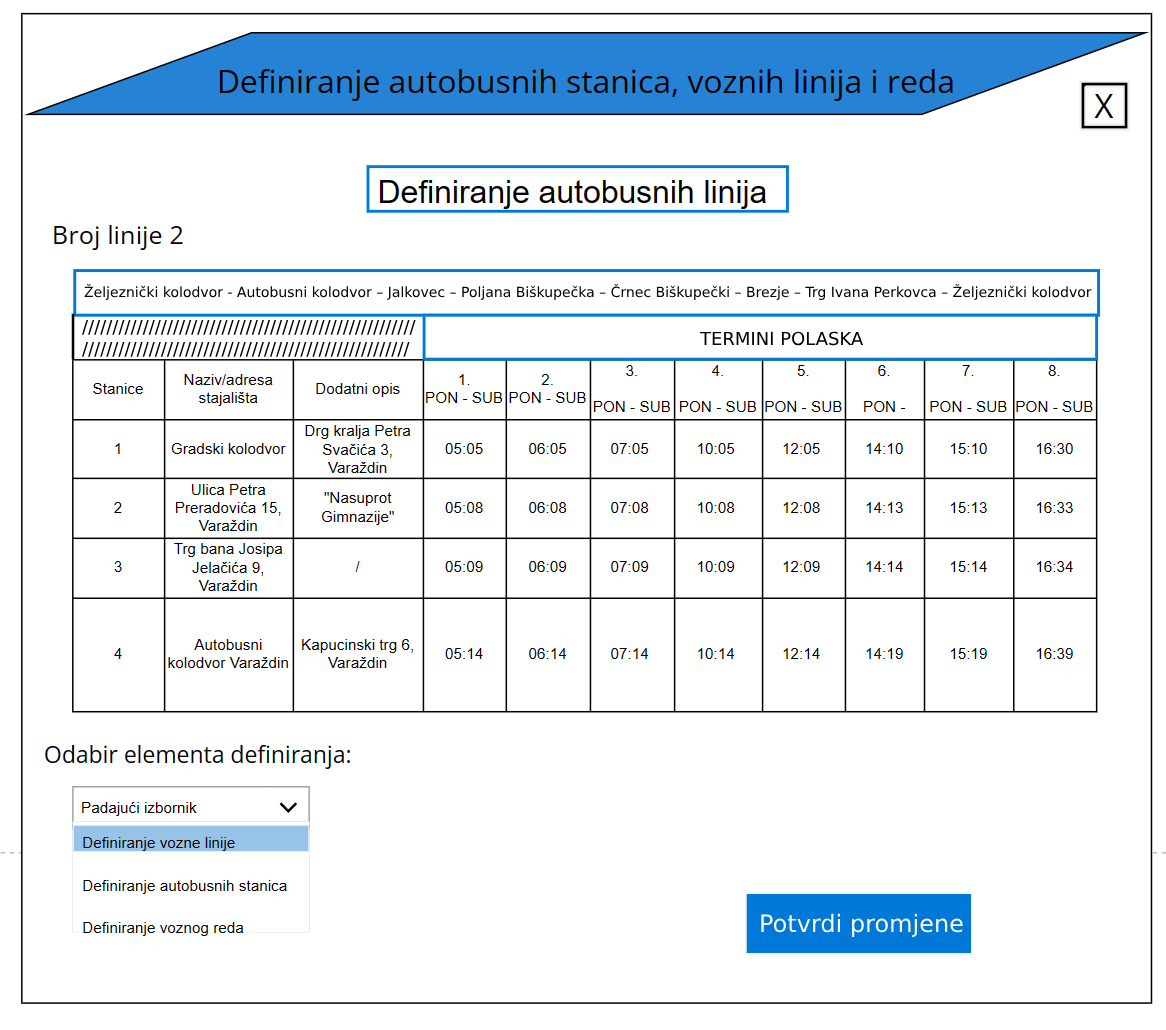 Definiranje autobusnih stanica, voznih linija i reda
X
Definiranje autobusnih linija
Broj linije 2
Željeznički kolodvor - Autobusni kolodvor – Jalkovec – Poljana Biškupečka – Črnec Biškupečki – Brezje – Trg Ivana Perkovca – Željeznički kolodvor
//////////////////////////////////////////////////////
/////////////////////////////////////////////////////
TERMINI POLASKA
Stanice
Naziv/adresa
stajališta
Dodatni opis
1.
PON - SUB
2.
PON - SUB
3.
PON - SUB
4.
PON - SUB
5.
PON - SUB
6.
PON -
7.
PON - SUB
8.
PON - SUB
1
Gradski kolodvor
Drg kralja Petra
Svačića 3,
Varaždin
05:05
06:05
07:05
10:05
12:05
14:10
15:10
16:30
2
Ulica Petra
Preradovića 15,
Varaždin
"Nasuprot
Gimnazije"
05:08
06:08
07:08
10:08
12:08
14:13
15:13
16:33
3
Trg bana Josipa
Jelačića 9,
Varaždin
/
05:09
06:09
07:09
10:09
12:09
14:14
15:14
16:34
4
Autobusni
kolodvor Varaždin
Kapucinski trg 6,
Varaždin
05:14
06:14
07:14
10:14
12:14
14:19
15:19
16:39
Odabir elementa definiranja:
Padajući izbornik
Definiranje vozne linije
Definiranje autobusnih stanica
Definiranje voznog reda
Potvrdi promjene